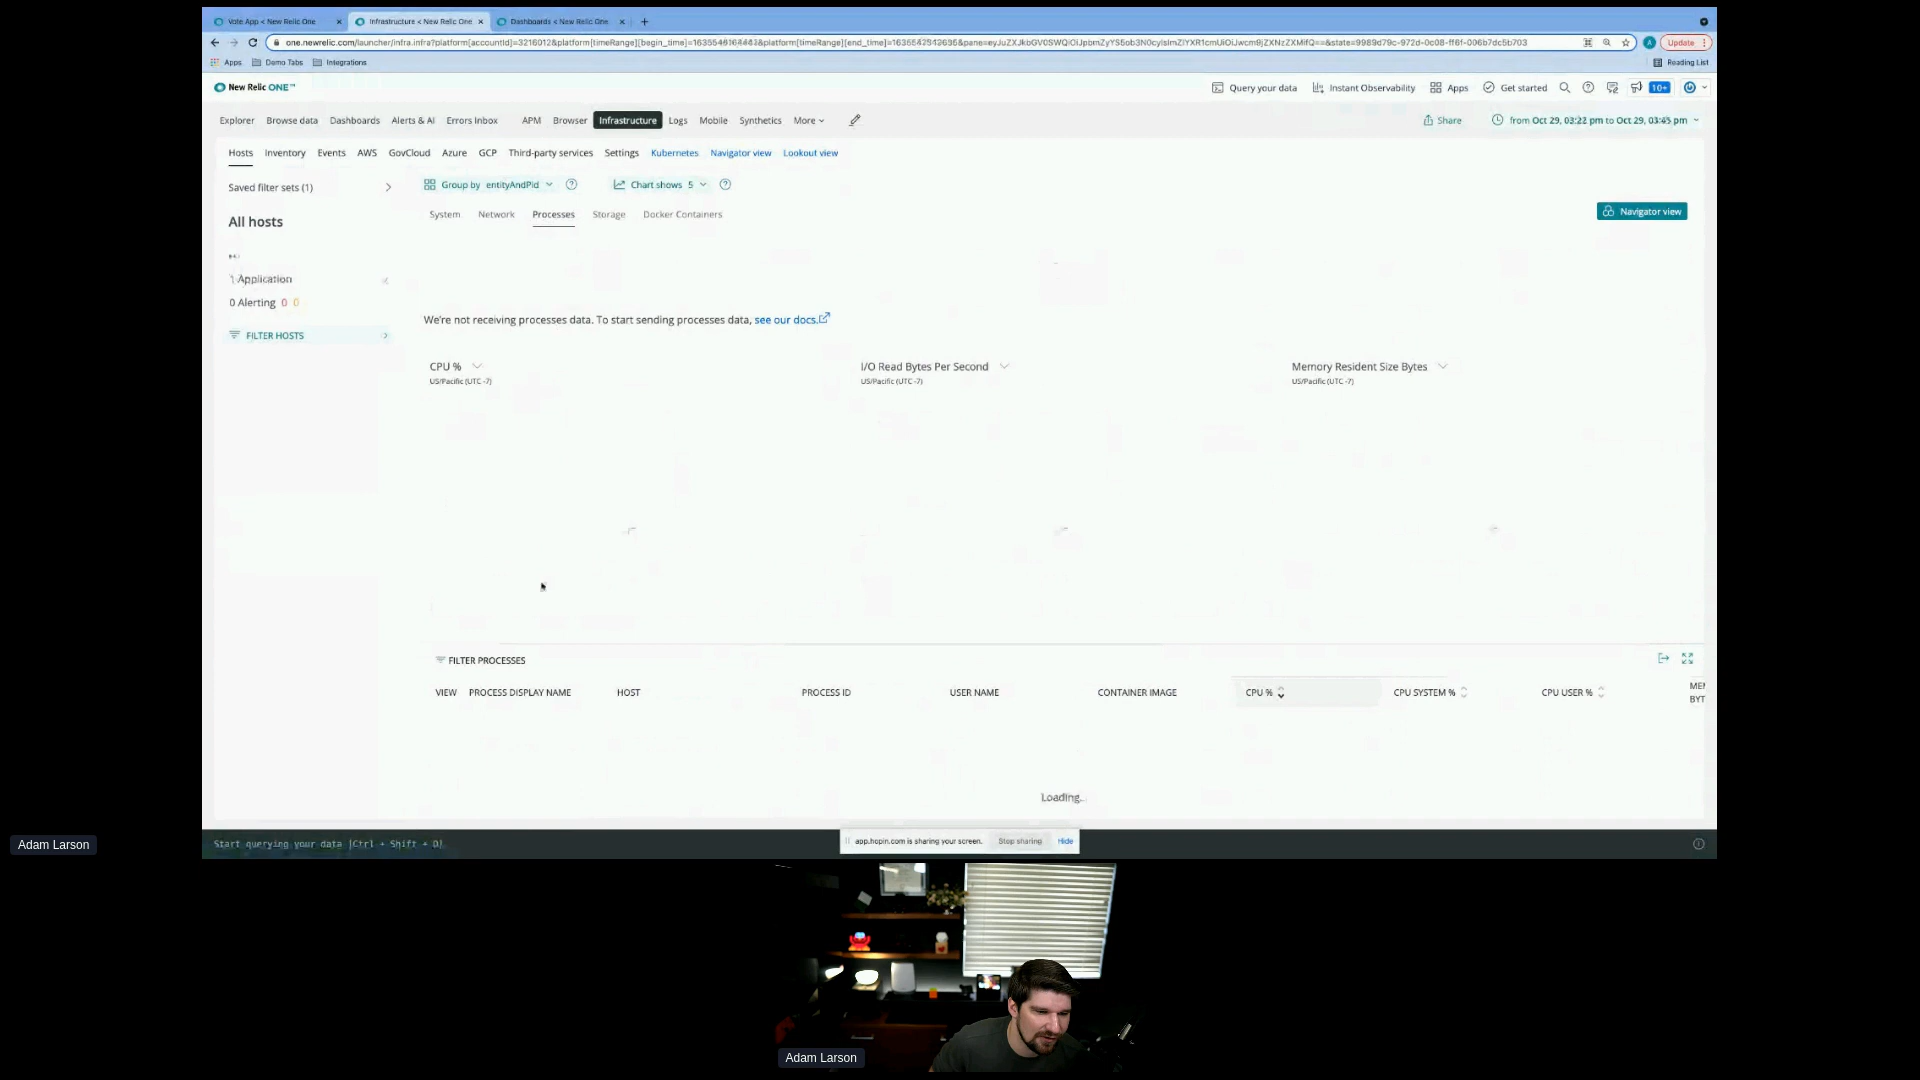 Vote App < New Relic One
Infrastructure < New Relic One
Dashboards < New Relic One
Update
Apps
Demo Tabs
Integrations
Reading List
New Relic ONE™
Query your data
Instant Observability
Apps
Get started
10+
Explorer
Browse data
Dashboards
Alerts & AI
Errors Inbox
APM
Browser
Infrastructure
Logs
Mobile
Synthetics
More
Share
from Oct 29, 03:22 pm to Oct 29, 03:45 pm
Hosts
Inventory
Events
AWS
GovCloud
Azure
GCP
Third-party services
Settings
Kubernetes
Navigator view
Lookout view
Saved filter sets (1)
Group by entityAndPid
Chart shows 5
All hosts
System
Network
Processes
Storage
Docker Containers
Navigator view
1 Application
0 Alerting 0 0
FILTER HOSTS
We're not receiving processes data. To start sending processes data, see our docs.
CPU %
US/Pacific (UTC -7)
I/O Read Bytes Per Second
US/Pacific (UTC -7)
Memory Resident Size Bytes
US/Pacific (UTC -7)
FILTER PROCESSES
VIEW
PROCESS DISPLAY NAME
HOST
PROCESS ID
USER NAME
CONTAINER IMAGE
CPU %
CPU SYSTEM %
CPU USER %
Loading..
Start querying your data [Ctrl + Shift + O]
app.hopin.com is sharing your screen.
Stop sharing
Hide
Adam Larson
Adam Larson